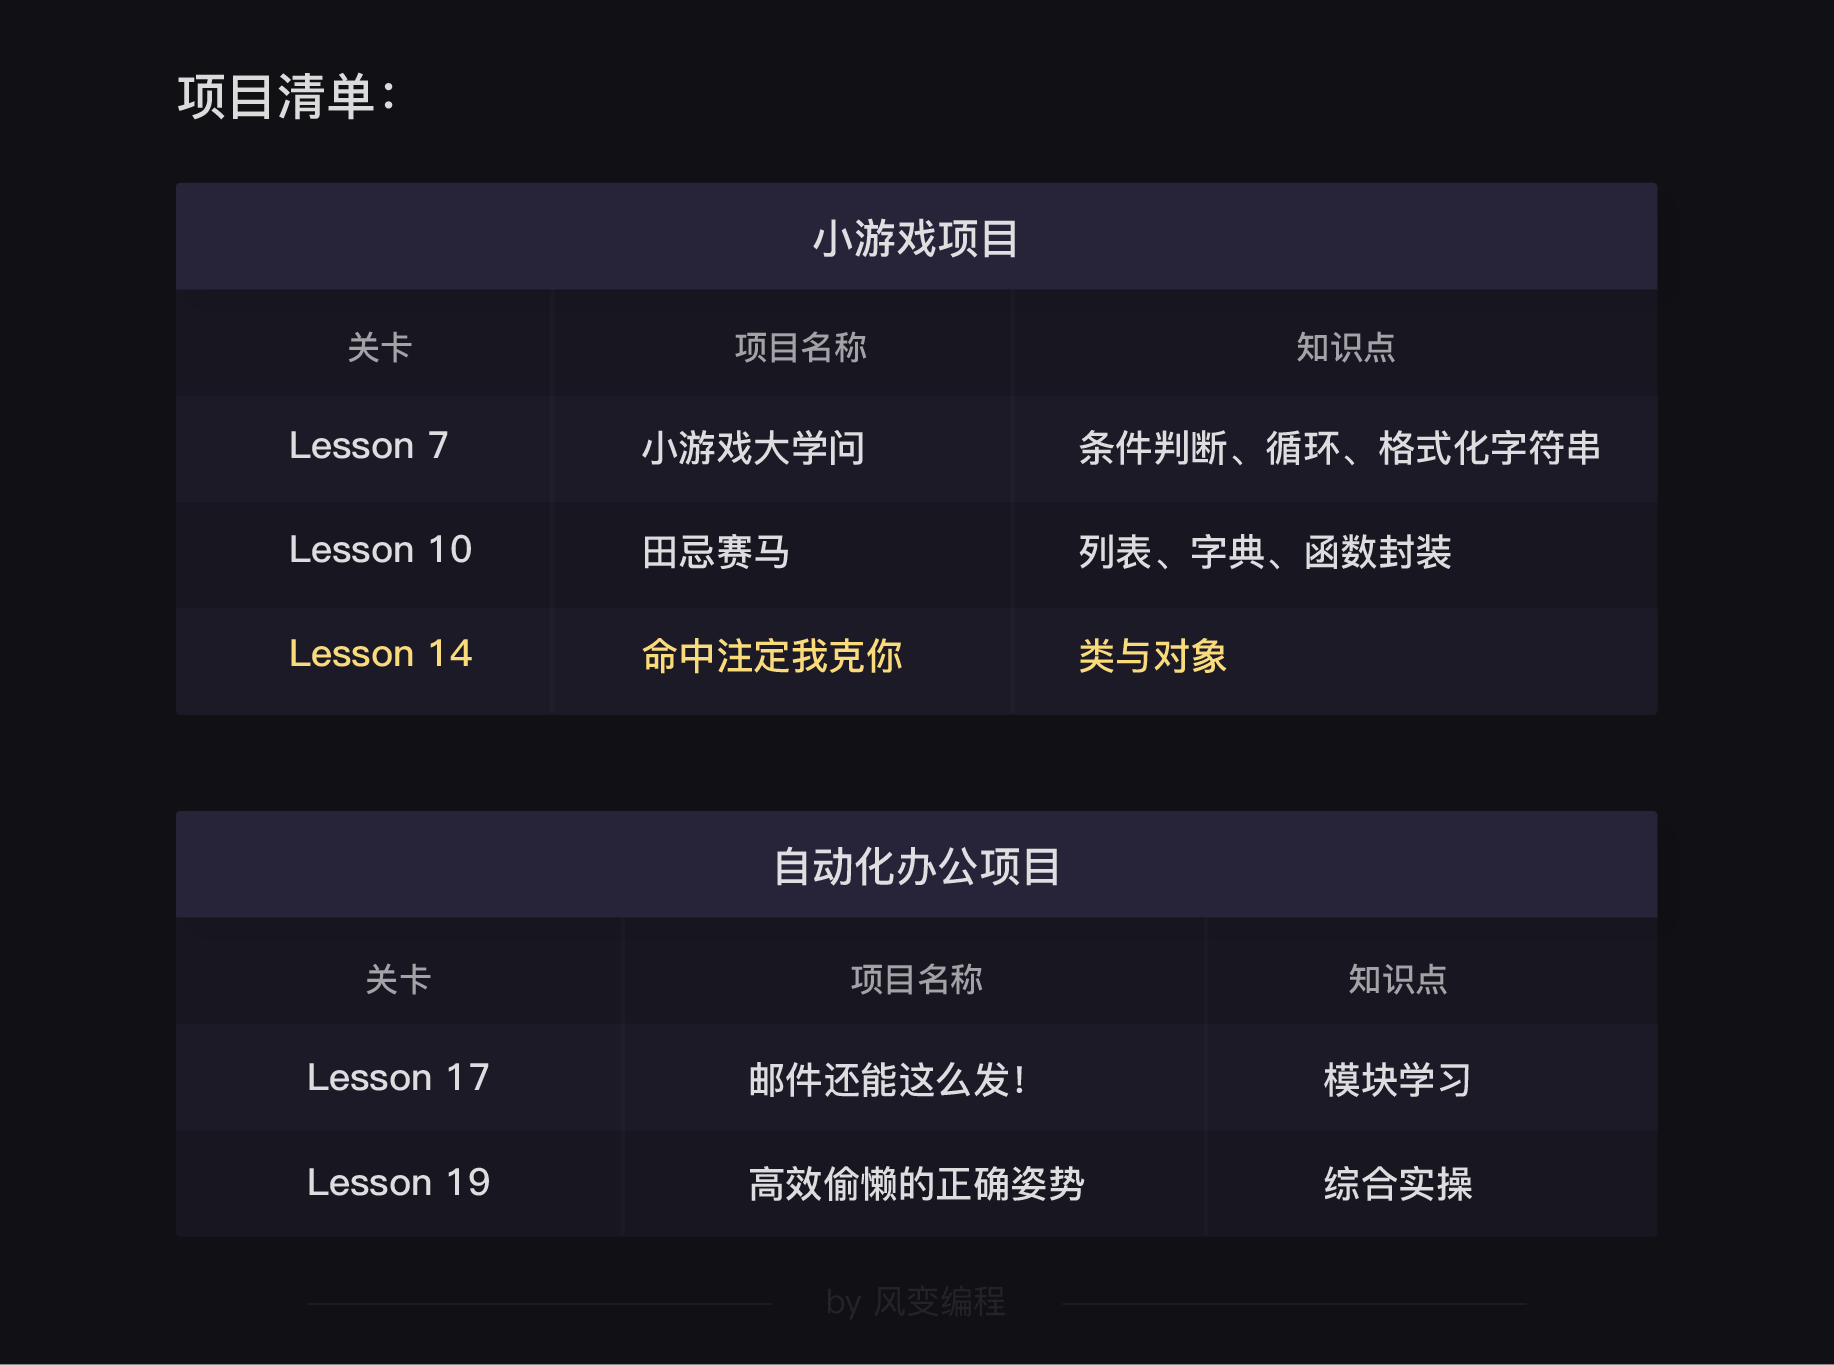 项目清单：
小游戏项目
关卡 项目名称 知识点
Lesson 7 小游戏大学问 条件判断、循环、格式化字符串
Lesson 10 田忌赛马 列表、字典、函数封装
Lesson 14 命中注定我克你 类与对象
自动化办公项目
关卡 项目名称 知识点
Lesson 17 邮件还能这么发！ 模块学习
Lesson 19 高效偷懒的正确姿势 综合实操
by 风变编程